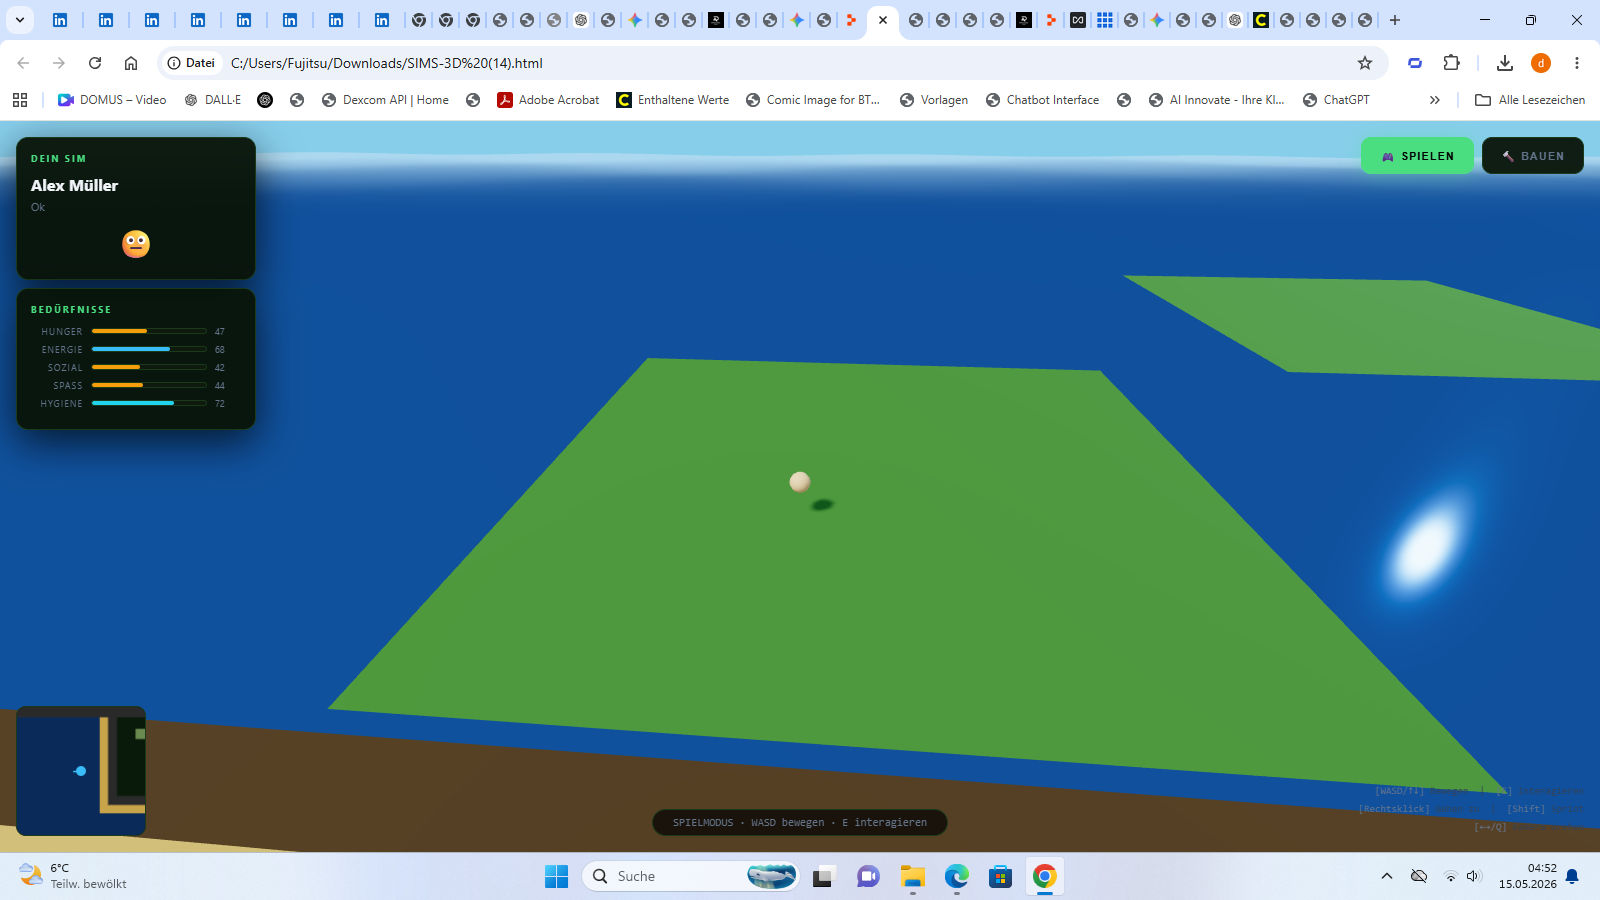 Datei
C:/Users/Fujitsu/Downloads/SIMS-3D%20(14).html
DOMUS – Video
DALL·E
Dexcom API | Home
Adobe Acrobat
Enthaltene Werte
Comic Image for BT...
Vorlagen
Chatbot Interface
AI Innovate - Ihre KI...
ChatGPT
Alle Lesezeichen
DEIN SIM
Alex Müller
Ok
SPIELEN
BAUEN
BEDÜRFNISSE
HUNGER 47
ENERGIE 68
SOZIAL 42
SPASS 44
HYGIENE 72
[WASD/↑↓]
[Rechtsklick] [Shift]
[←→/Q]
SPIELMODUS · WASD bewegen · E interagieren
6°C
Teilw. bewölkt
Suche
04:52
15.05.2026